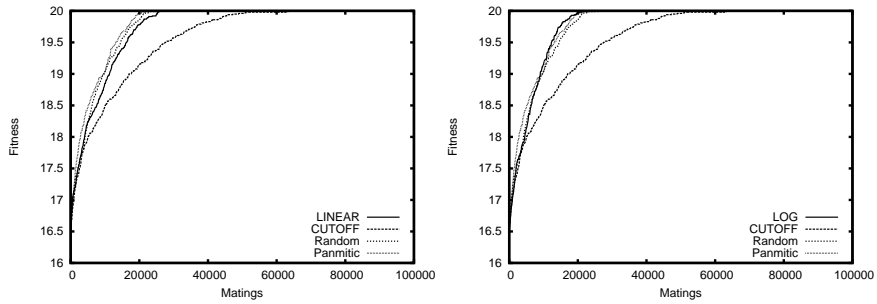 20
19.5
19
18.5
18
17.5
17
16.5
16
Fitness
0
20000
40000
60000
80000
100000
Matings
LINEAR
CUTOFF
Random
Panmitic
20
19.5
19
18.5
18
17.5
17
16.5
16
Fitness
0
20000
40000
60000
80000
100000
Matings
LOG
CUTOFF
Random
Panmitic